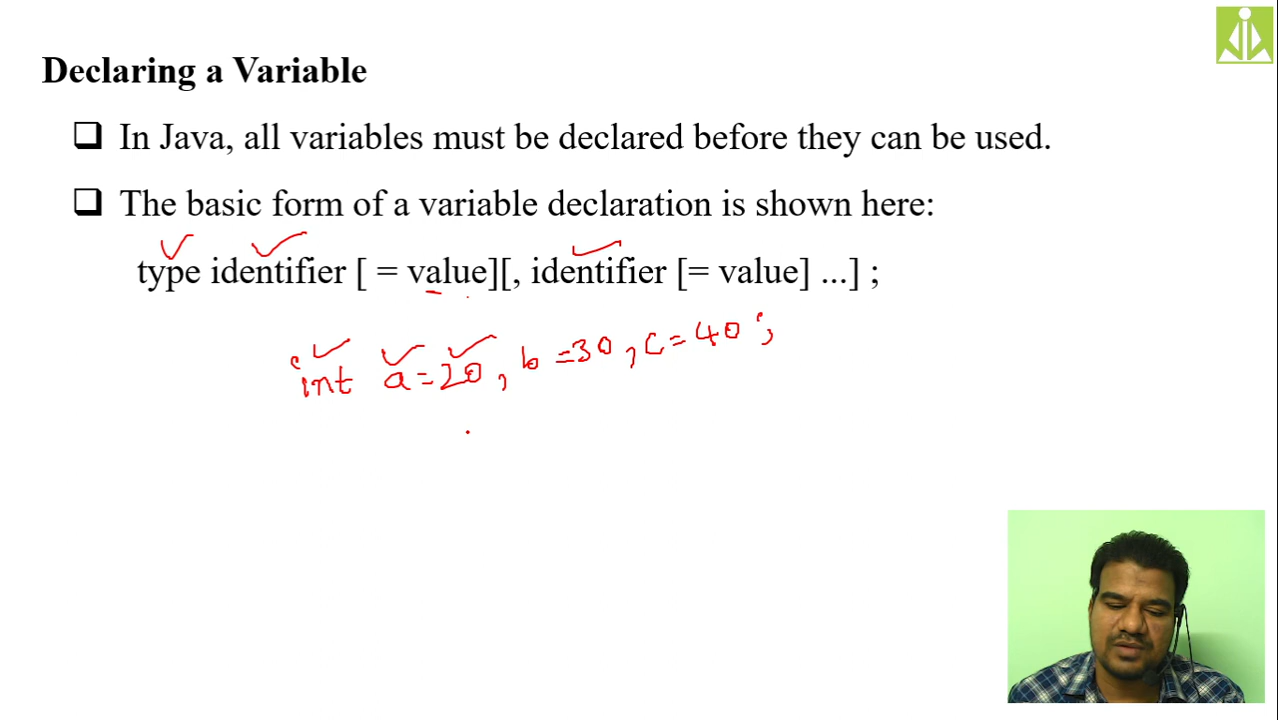 Declaring a Variable
In Java, all variables must be declared before they can be used.
The basic form of a variable declaration is shown here:
type identifier [ = value][, identifier [= value] ...] ;
int a=20, b=30, c=40;